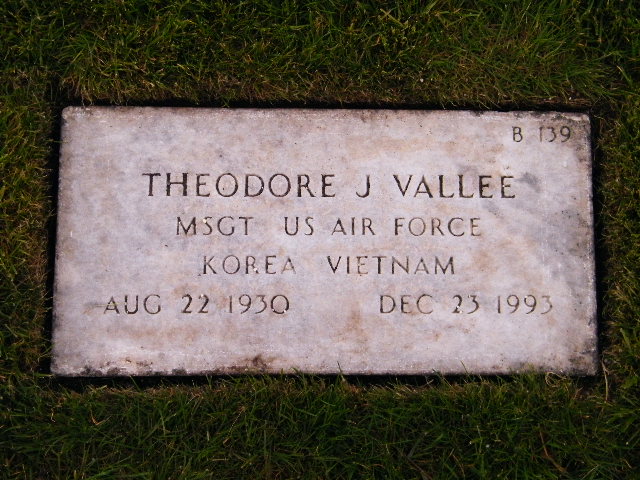 B 139
THEODORE J VALLEE
MSGT US AIR FORCE
KOREA VIETNAM
AUG 22 1930 DEC 23 1993